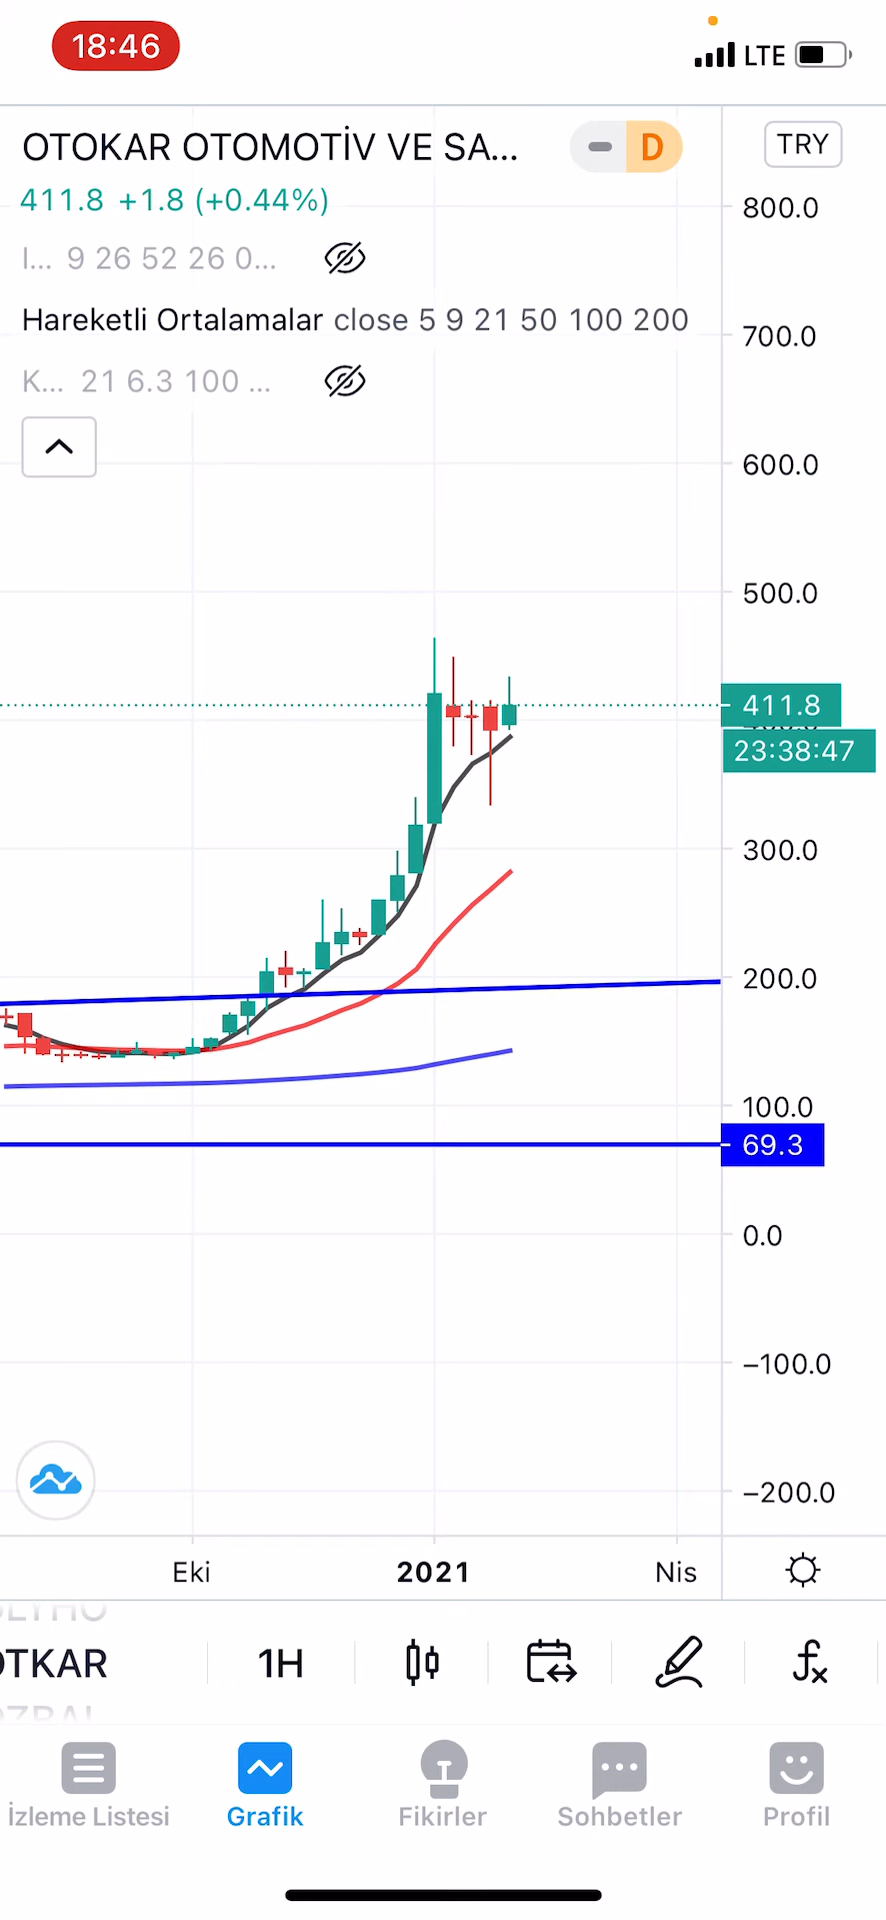 18:46
LTE
OTOKAR OTOMOTİV VE SA...
D
TRY
411.8 +1.8 (+0.44%)
I... 9 26 52 26 0...
Hareketli Ortalamalar close 5 9 21 50 100 200
K... 21 6.3 100 ...
800.0
700.0
600.0
500.0
411.8
23:38:47
300.0
200.0
100.0
69.3
0.0
−100.0
−200.0
Eki
2021
Nis
OTKAR
1H
İzleme Listesi
Grafik
Fikirler
Sohbetler
Profil